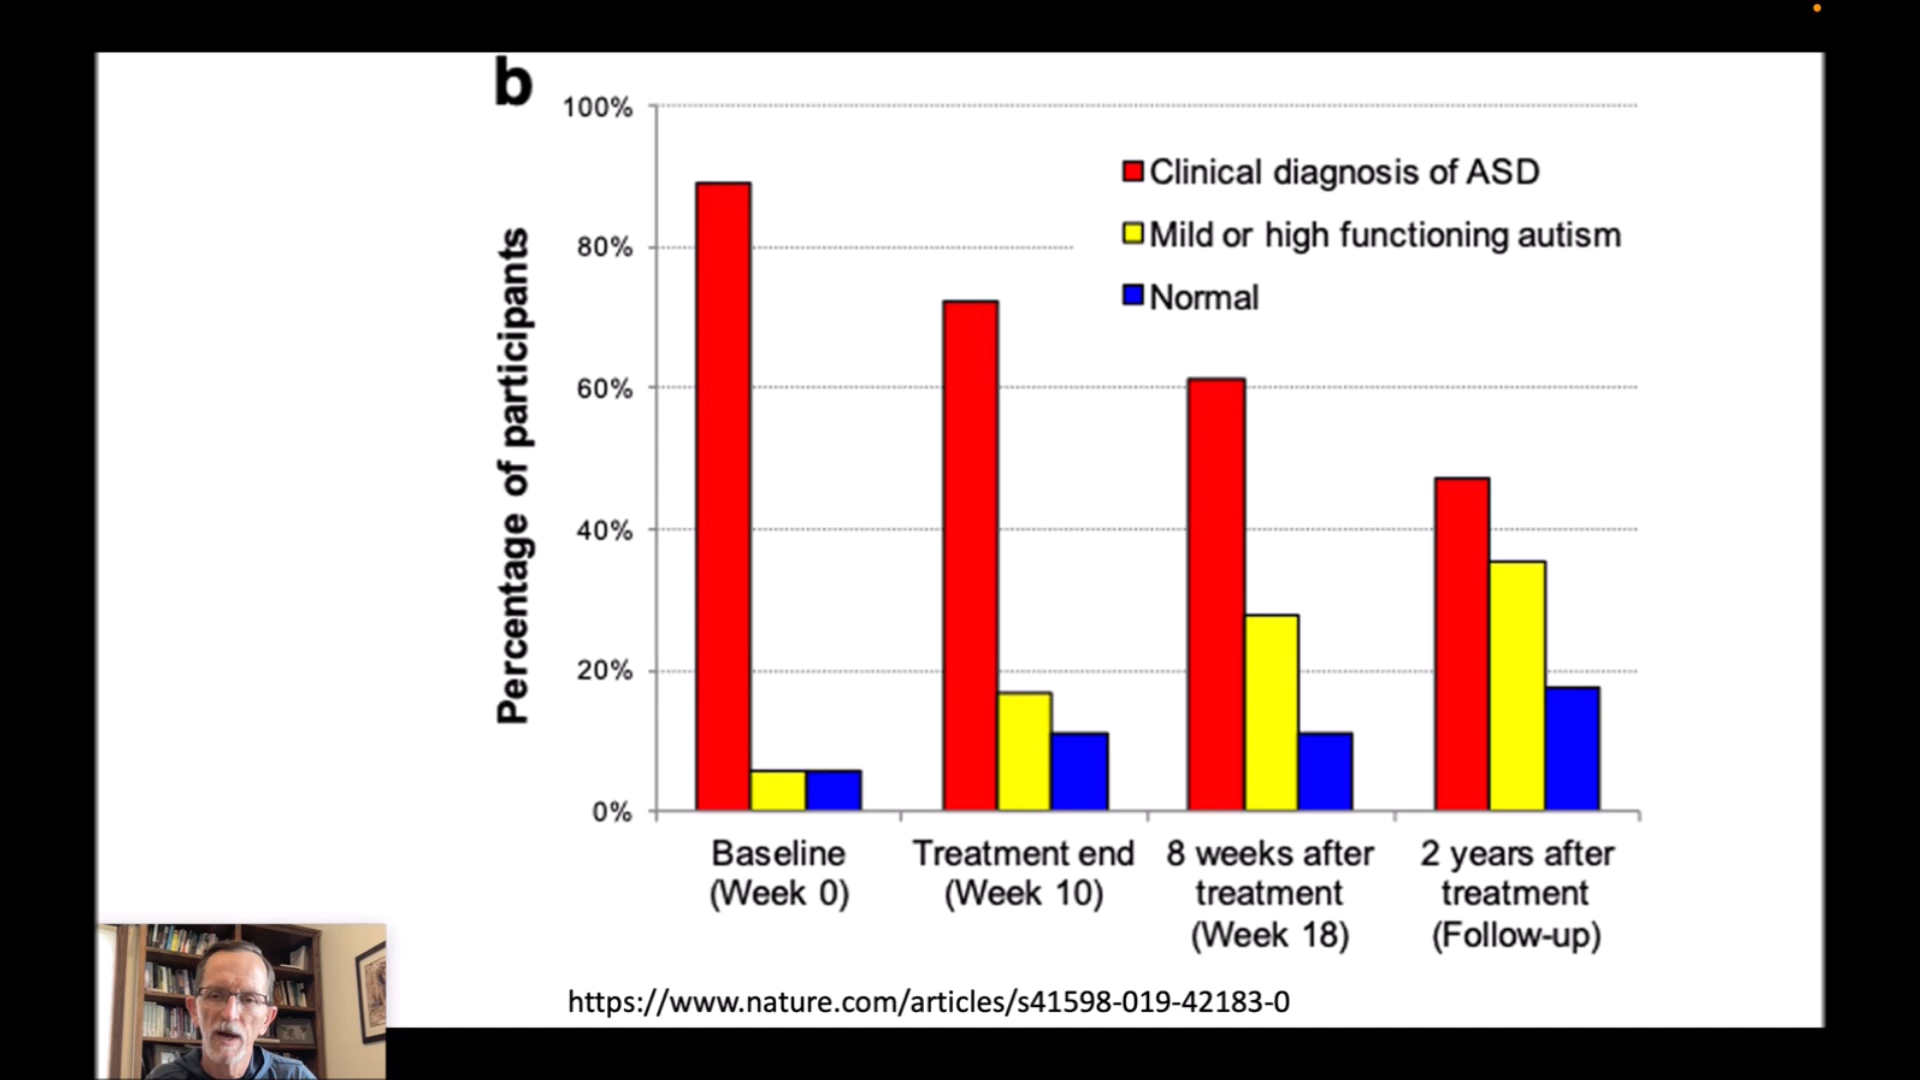 b
100%
80%
60%
40%
20%
0%
Percentage of participants
Clinical diagnosis of ASD
Mild or high functioning autism
Normal
Baseline
(Week 0)
Treatment end
(Week 10)
8 weeks after
treatment
(Week 18)
2 years after
treatment
(Follow-up)
https://www.nature.com/articles/s41598-019-42183-0